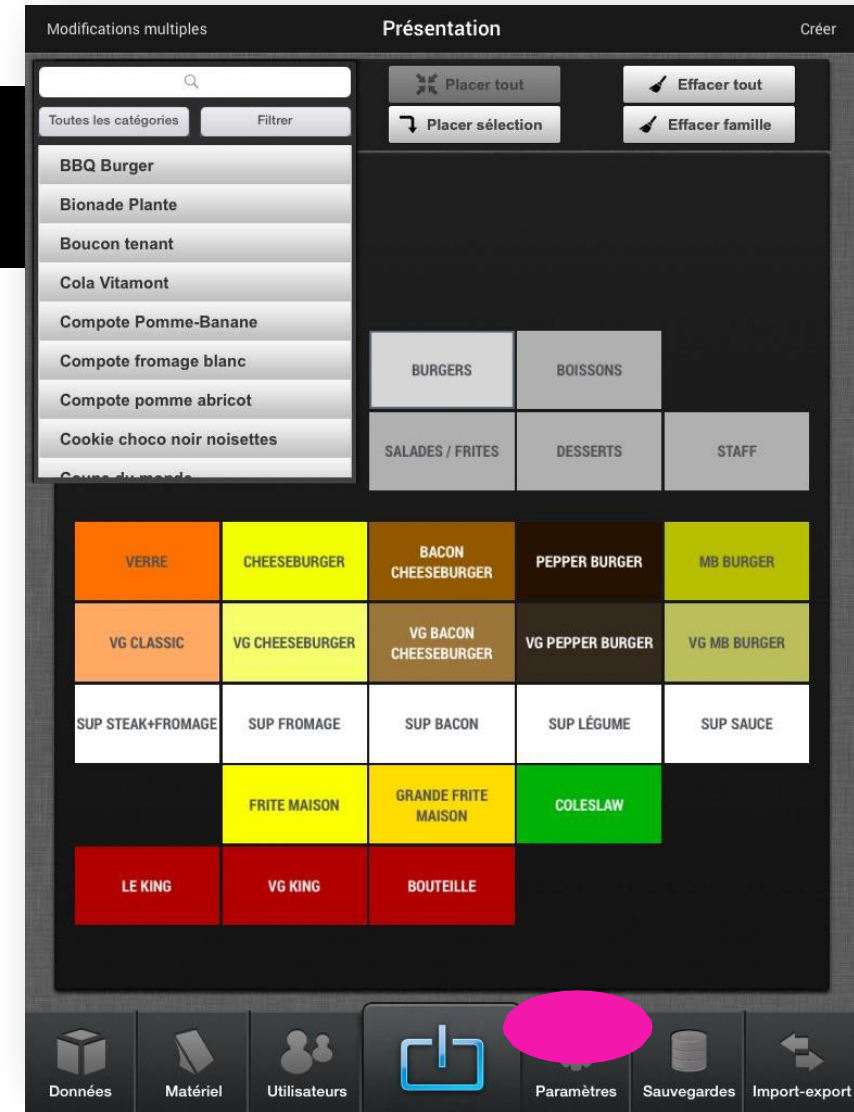 Modifications multiples
Présentation
Créer
Placer tout
Effacer tout
Toutes les catégories
Filtrer
Placer sélection
Effacer famille
BBQ Burger
Bionade Plante
Boucon tenant
Cola Vitamont
Compote Pomme-Banane
Compote fromage blanc
Compote pomme abricot
Cookie choco noir noisettes
Coupe du monde
BURGERS
BOISSONS
SALADES / FRITES
DESSERTS
STAFF
VERRE
CHEESEBURGER
BACON
CHEESEBURGER
PEPPER BURGER
MB BURGER
VG CLASSIC
VG CHEESEBURGER
VG BACON
CHEESEBURGER
VG PEPPER BURGER
VG MB BURGER
SUP STEAK+FROMAGE
SUP FROMAGE
SUP BACON
SUP LÉGUME
SUP SAUCE
FRITE MAISON
GRANDE FRITE
MAISON
COLESLAW
LE KING
VG KING
BOUTEILLE
Données
Matériel
Utilisateurs
Paramètres
Sauvegardes
Import-export